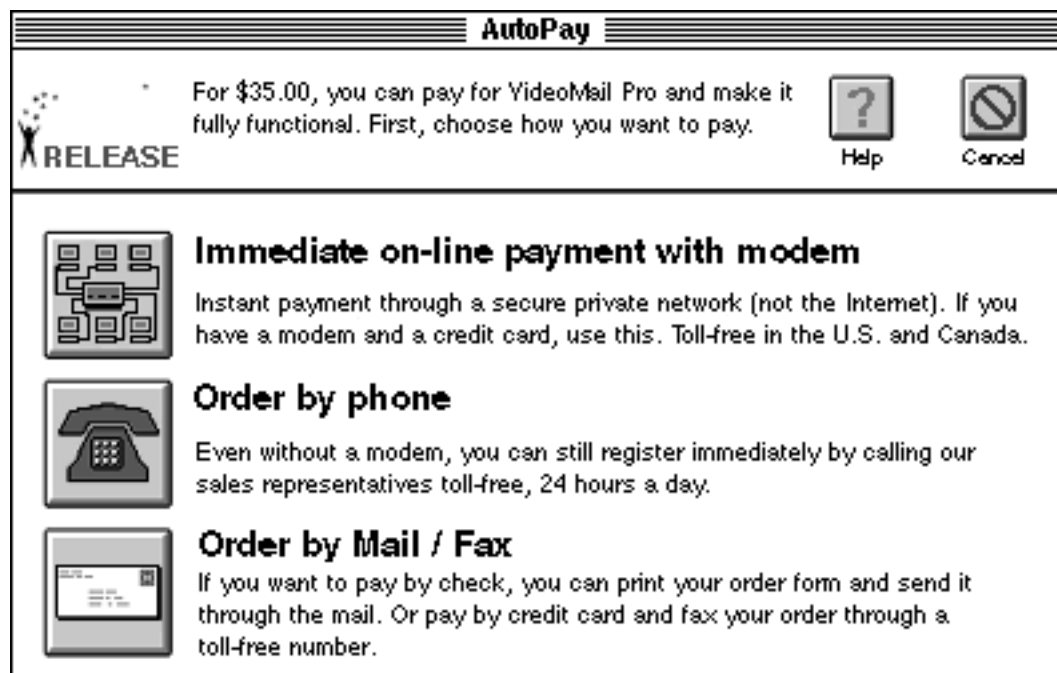 AutoPay
RELEASE
For $35.00, you can pay for VideoMail Pro and make it
fully functional. First, choose how you want to pay.
?
Help
Cancel
Immediate on-line payment with modem
Instant payment through a secure private network (not the Internet). If you
have a modem and a credit card, use this. Toll-free in the U.S. and Canada.
Order by phone
Even without a modem, you can still register immediately by calling our
sales representatives toll-free, 24 hours a day.
Order by Mail / Fax
If you want to pay by check, you can print your order form and send it
through the mail. Or pay by credit card and fax your order through a
toll-free number.